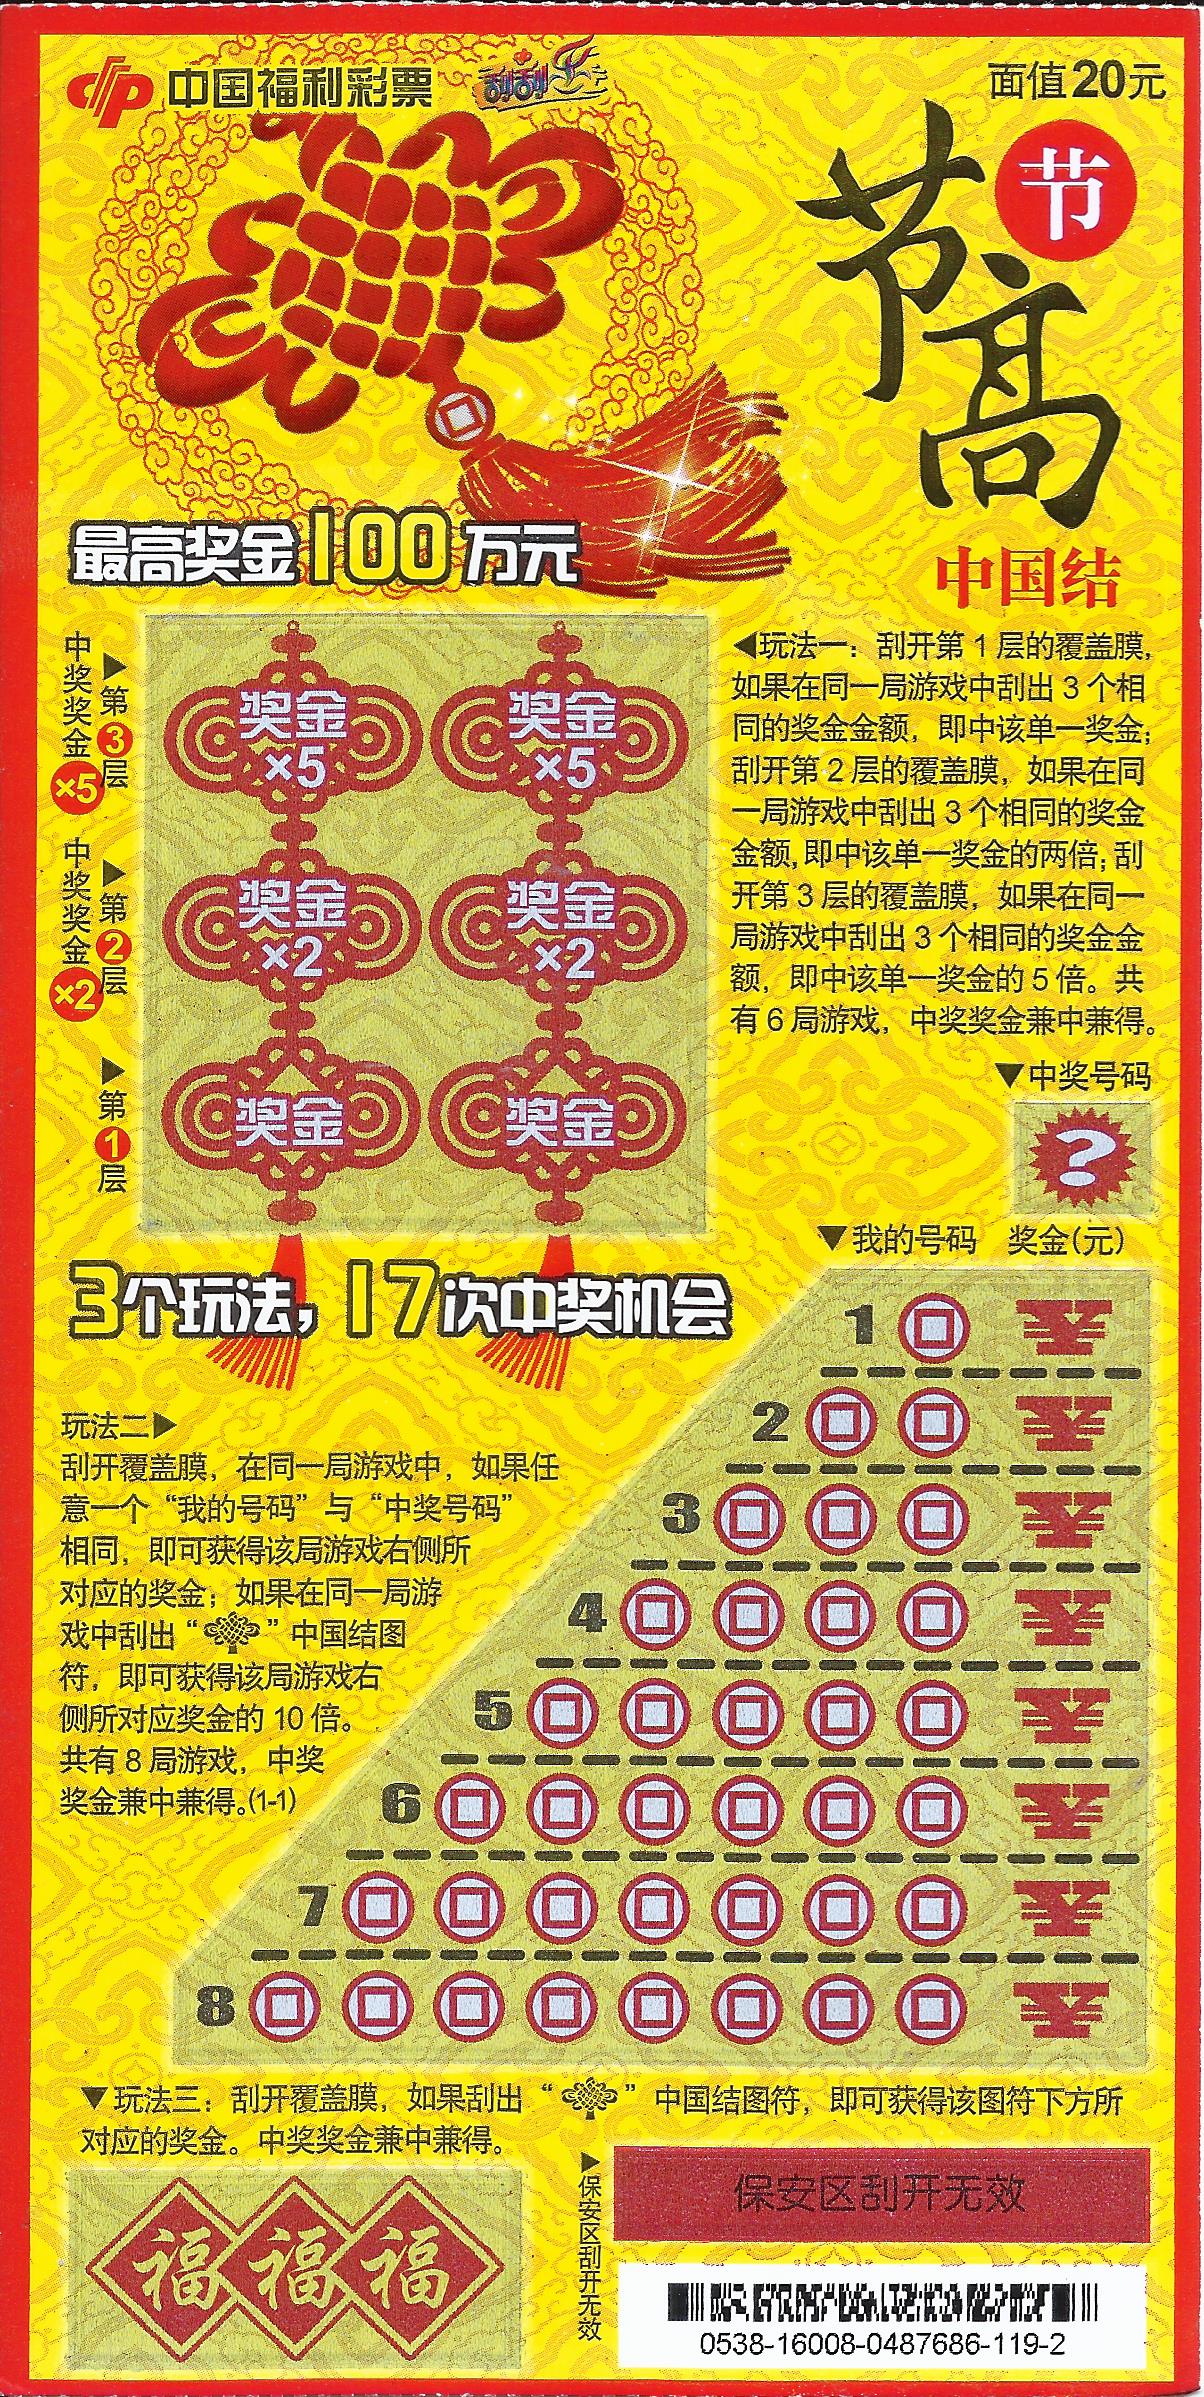 中国福利彩票
刮刮乐
面值20元
节
节高
中国结
最高奖金100万元
中奖奖金×5
▶第3层
中奖奖金×2
▶第2层
▶第1层
奖金×5 奖金×5
奖金×2 奖金×2
奖金 奖金
◀玩法一：刮开第1层的覆盖膜，
如果在同一局游戏中刮出3个相
同的奖金金额，即中该单一奖金；
刮开第2层的覆盖膜，如果在同
一局游戏中刮出3个相同的奖金
金额，即中该单一奖金的两倍；刮
开第3层的覆盖膜，如果在同一
局游戏中刮出3个相同的奖金金
额，即中该单一奖金的5倍。共
有6局游戏，中奖奖金兼中兼得。
▼中奖号码
?
▼我的号码 奖金(元)
3个玩法，17次中奖机会
1
2
3
4
5
6
7
8
玩法二▶
刮开覆盖膜，在同一局游戏中，如果任
意一个“我的号码”与“中奖号码”
相同，即可获得该局游戏右侧所
对应的奖金；如果在同一局游
戏中刮出“ ”中国结图
符，即可获得该局游戏右
侧所对应奖金的10倍。
共有8局游戏，中奖
奖金兼中兼得。(1-1)
▼玩法三：刮开覆盖膜，如果刮出“ ”中国结图符，即可获得该图符下方所
对应的奖金。中奖奖金兼中兼得。
福福福
▶保安区刮开无效
保安区刮开无效
0538-16008-0487686-119-2